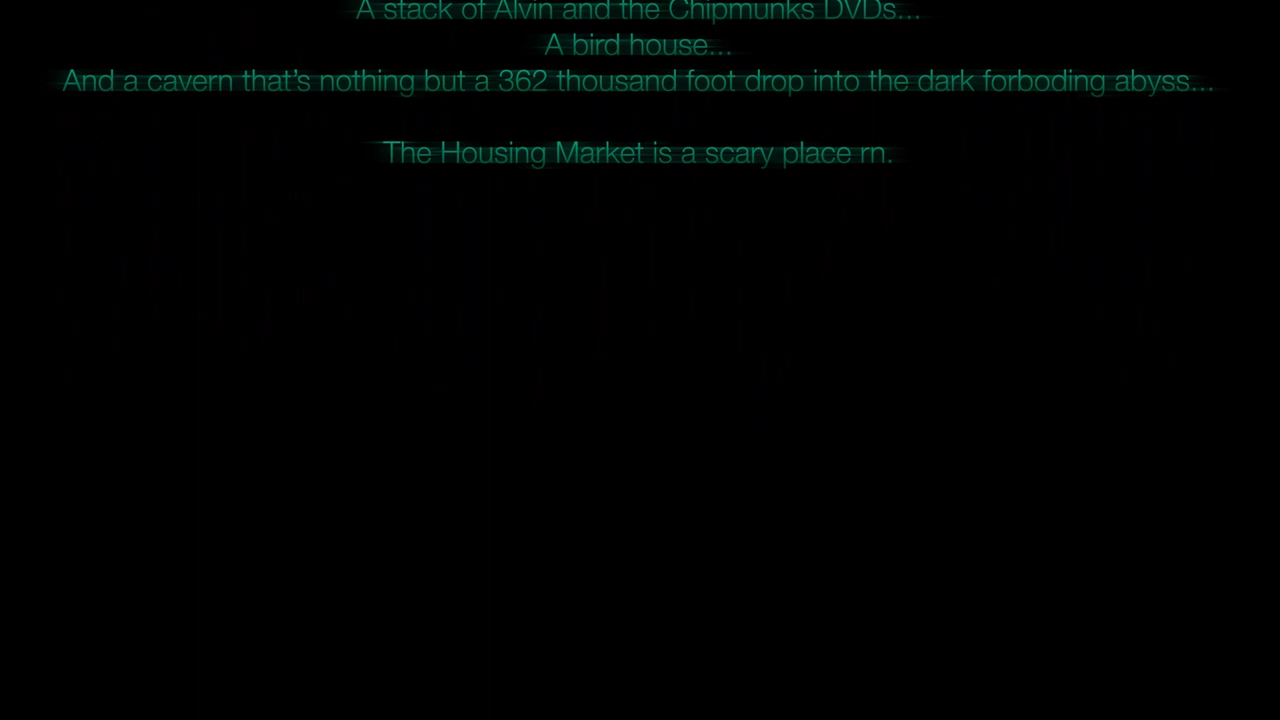 A stack of Alvin and the Chipmunks DVDs...
A bird house...
And a cavern that's nothing but a 362 thousand foot drop into the dark forboding abyss...
The Housing Market is a scary place rn.